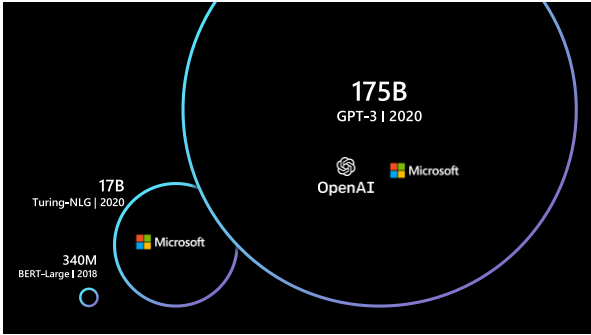 175B
GPT-3 | 2020
OpenAI
Microsoft
17B
Turing-NLG | 2020
Microsoft
340M
BERT-Large | 2018